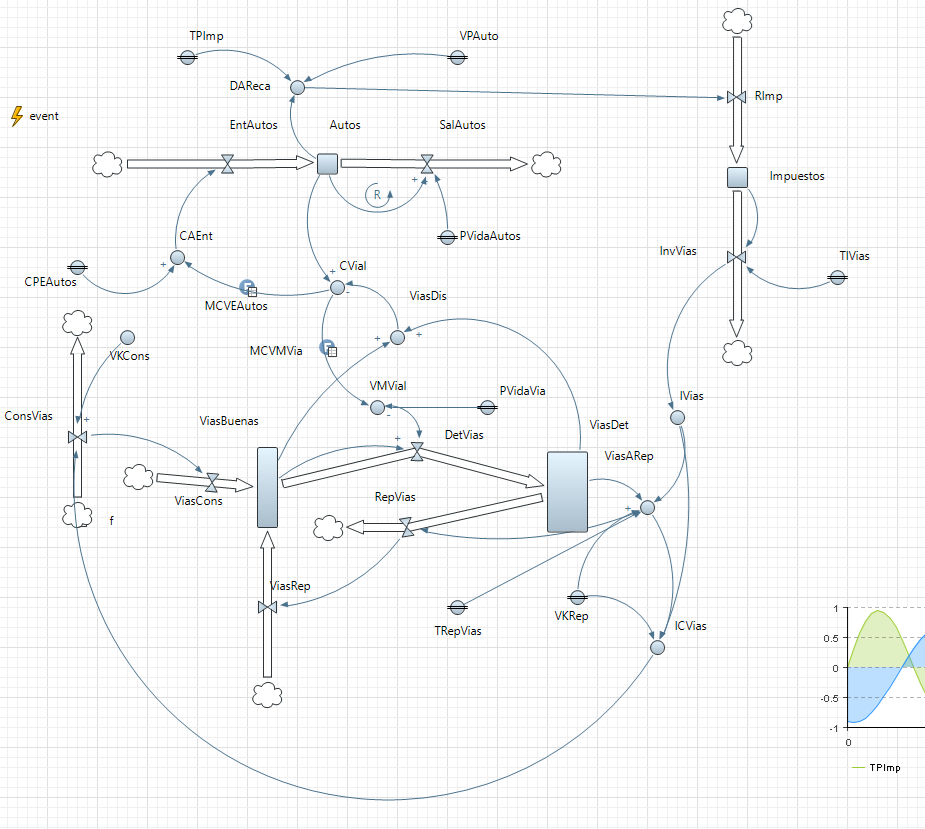 TPImp
VPAuto
DAReca
RImp
event
EntAutos
Autos
SalAutos
Impuestos
R
+
-
CAEnt
PVidaAutos
InvVias
TIVias
+
CVial
+
-
CPEAutos
MCVEAutos
ViasDis
+
+
VKCons
MCVMVia
VMVial
-
PVidaVia
IVias
ConsVias
+
ViasBuenas
ViasDet
DetVias
+
ViasARep
ViasCons
RepVias
+
f
ViasRep
VKRep
TRepVias
ICVias
1
0.5
0
-0.5
-1
0
TPImp